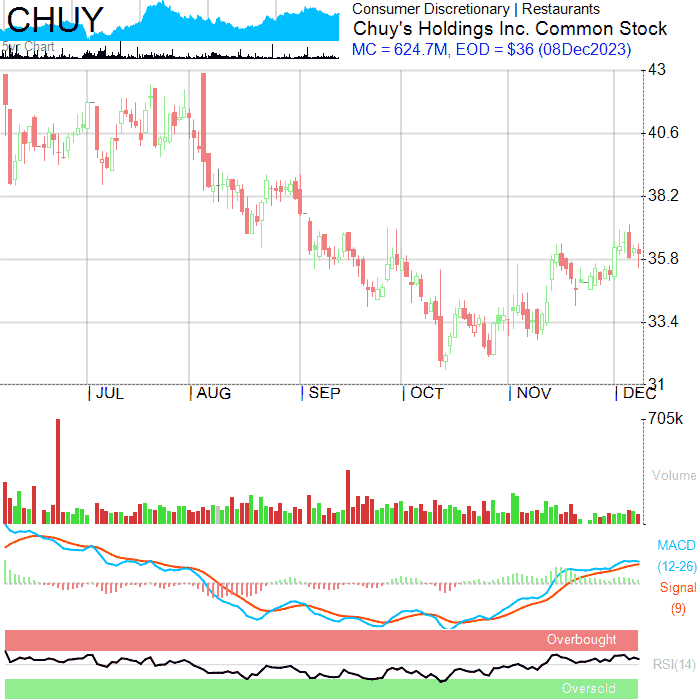 CHUY
5yr Chart
Consumer Discretionary | Restaurants
Chuy's Holdings Inc. Common Stock
MC = 624.7M, EOD = $36 (08Dec2023)
43
40.6
38.2
35.8
33.4
31
| JUL | AUG | SEP | OCT | NOV | DEC
705k
Volume
MACD
(12-26)
Signal
(9)
Overbought
RSI(14)
Oversold